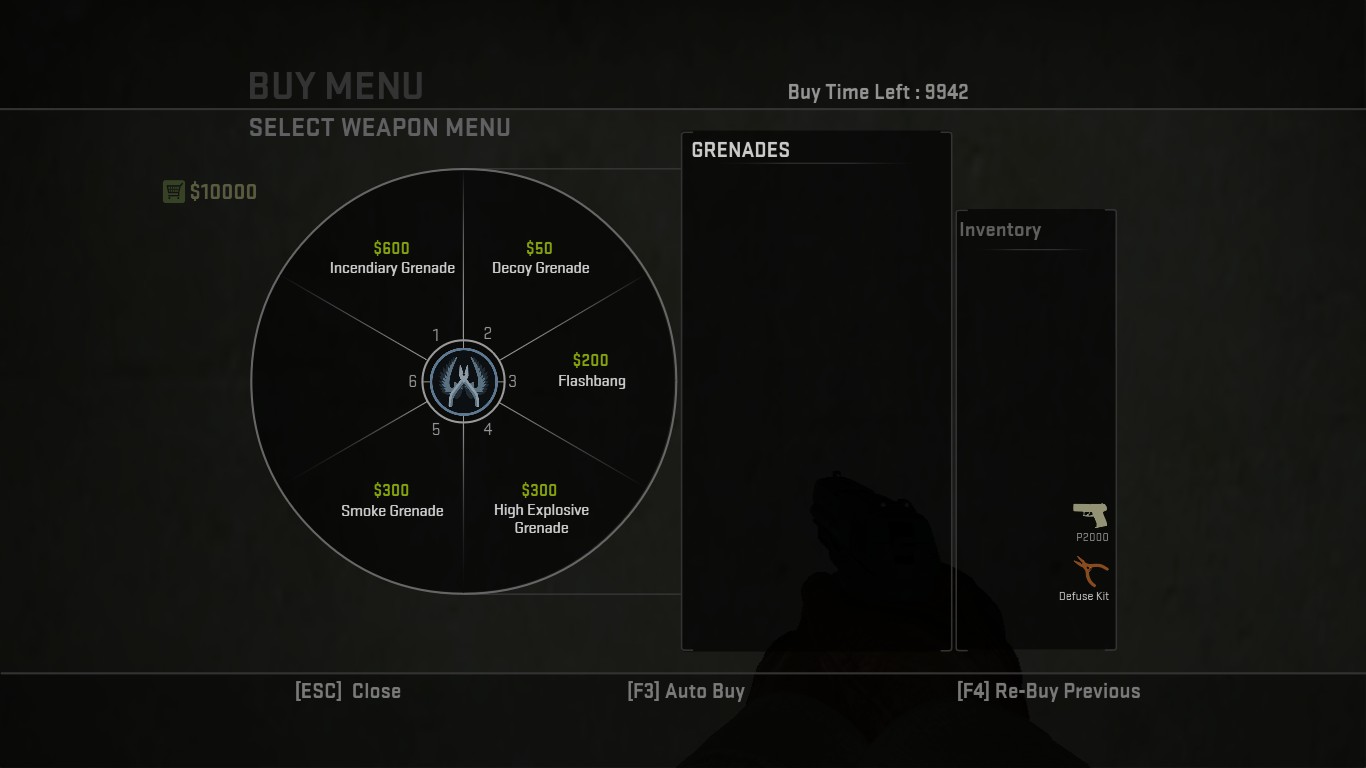 BUY MENU
Buy Time Left : 9942
SELECT WEAPON MENU
$10000
$600
Incendiary Grenade
$50
Decoy Grenade
$200
Flashbang
$300
High Explosive
Grenade
$300
Smoke Grenade
1
2
3
4
5
6
GRENADES
Inventory
P2000
Defuse Kit
[ESC] Close
[F3] Auto Buy
[F4] Re-Buy Previous